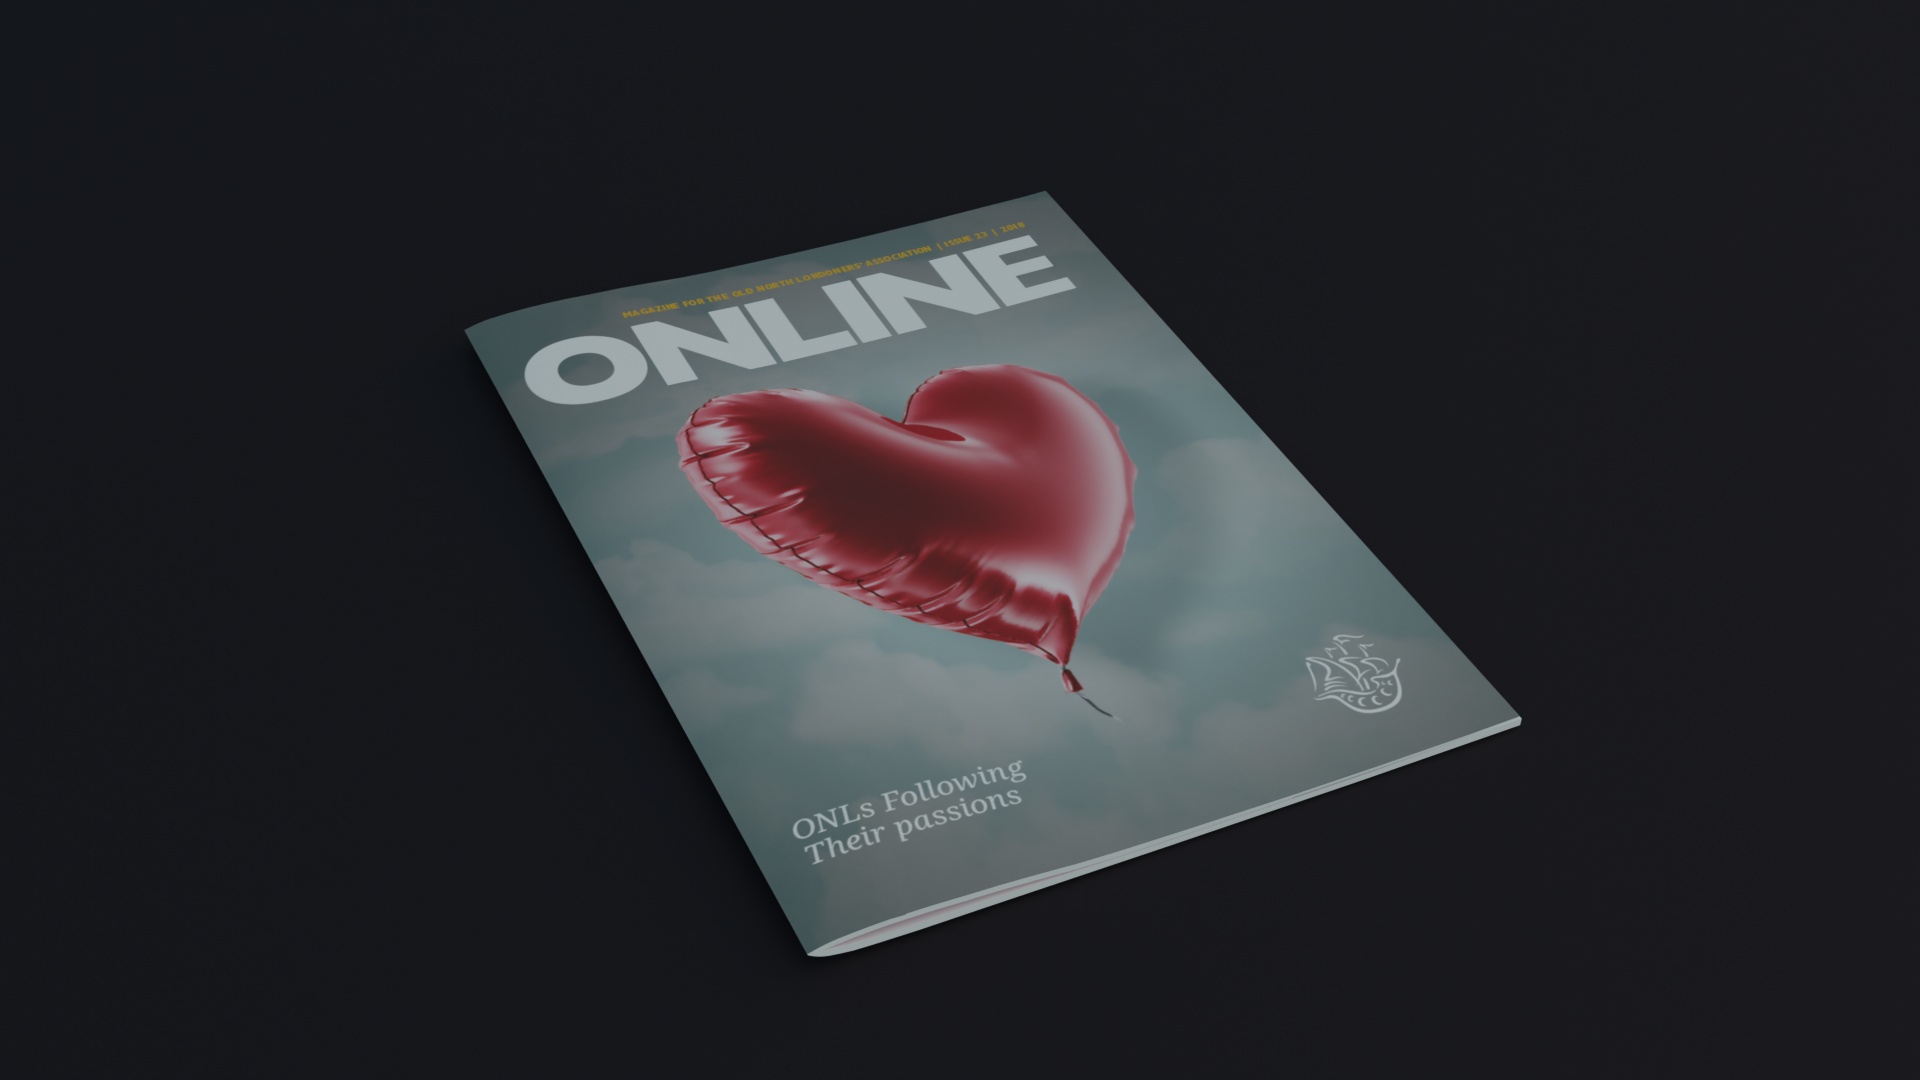 MAGAZINE FOR THE OLD NORTH LONDONERS' ASSOCIATION | ISSUE 23 | 2018
ONLINE
ONLs Following
Their passions